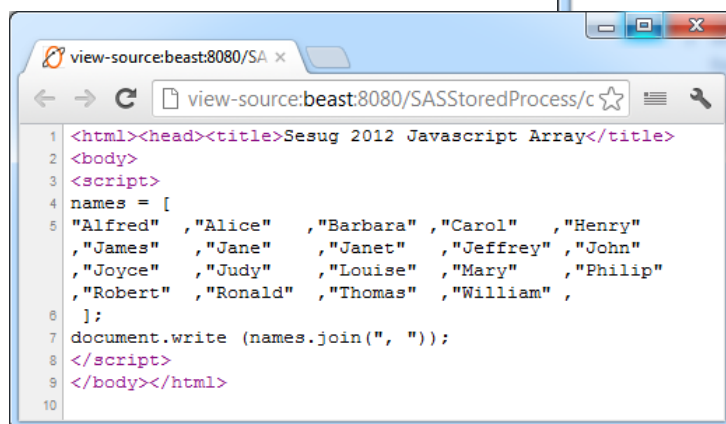 view-source:beast:8080/SA ×
view-source:beast:8080/SASStoredProcess/c
1 <html><head><title>Sesug 2012 Javascript Array</title>
2 <body>
3 <script>
4 names = [
5 "Alfred" ,"Alice" ,"Barbara" ,"Carol" ,"Henry"
,"James" ,"Jane" ,"Janet" ,"Jeffrey" ,"John"
,"Joyce" ,"Judy" ,"Louise" ,"Mary" ,"Philip"
,"Robert" ,"Ronald" ,"Thomas" ,"William" ,
6 ];
7 document.write (names.join(", "));
8 </script>
9 </body></html>
10